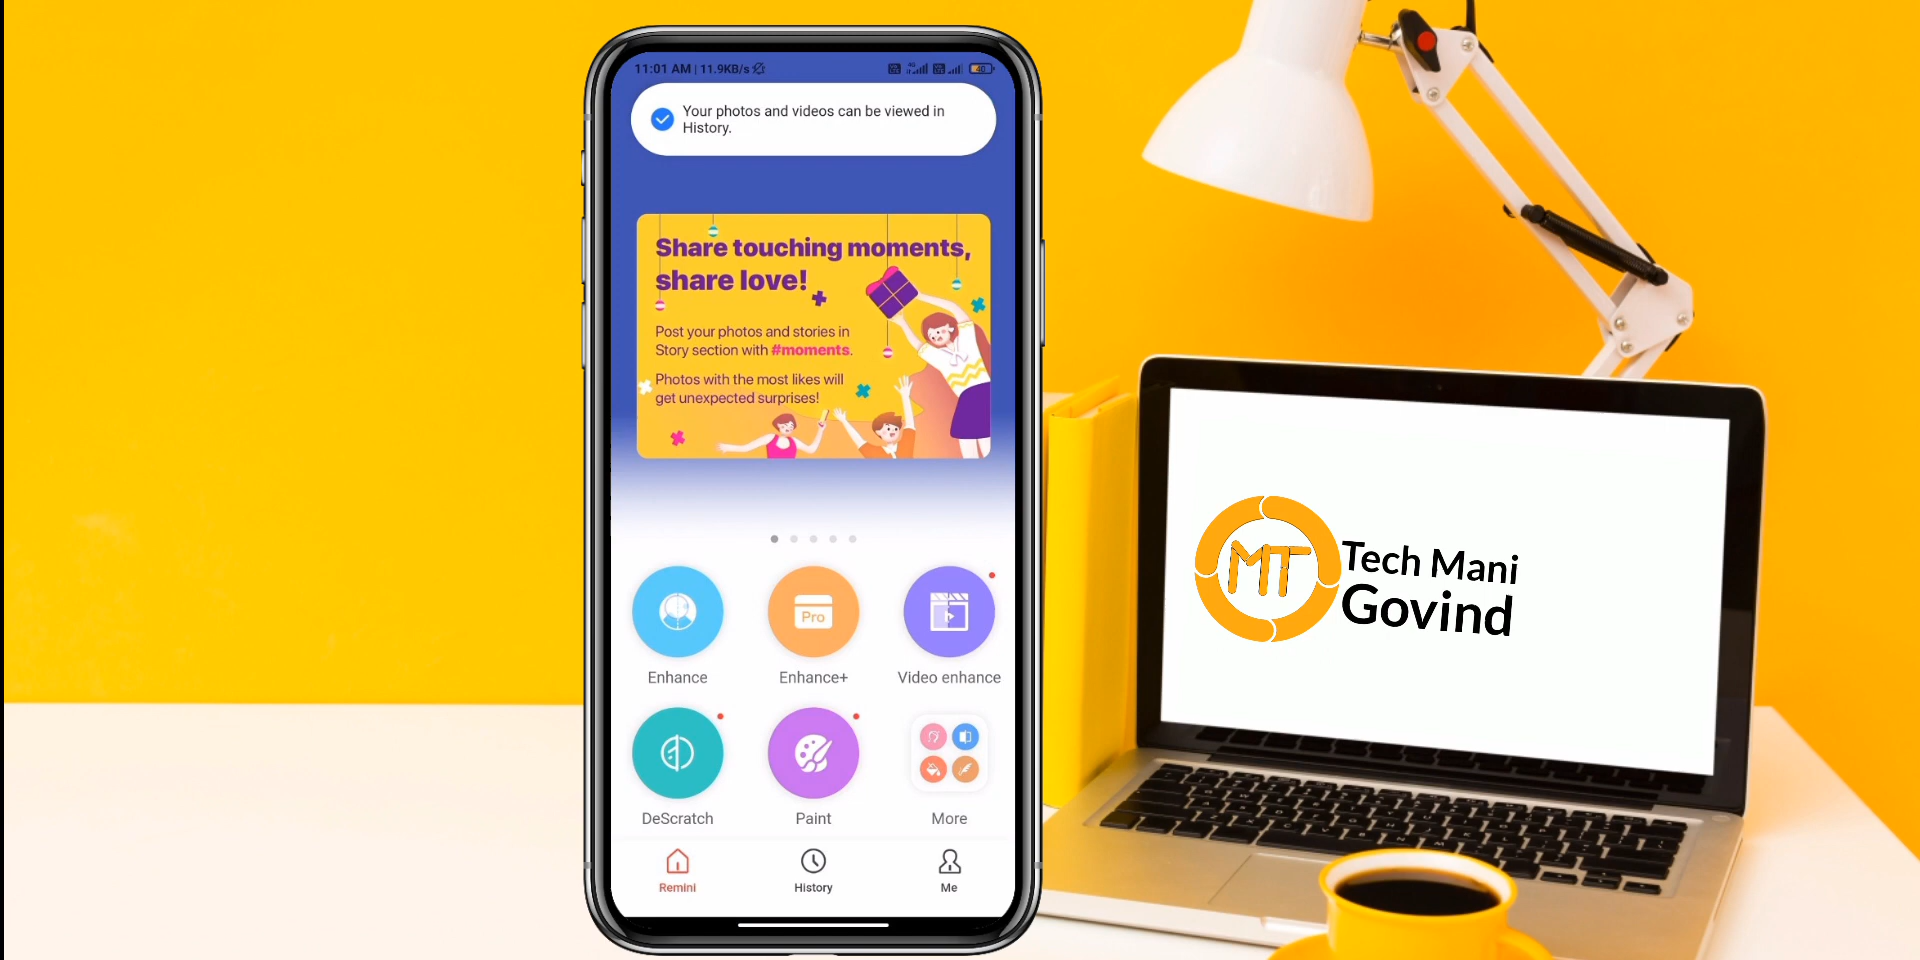 11:01 AM | 11.9KB/s
40
Your photos and videos can be viewed in
History.
Share touching moments,
share love!
Post your photos and stories in
Story section with #moments.
Photos with the most likes will
get unexpected surprises!
Pro
Enhance
Enhance+
Video enhance
DeScratch
Paint
More
Remini
History
Me
MT
Tech Mani
Govind